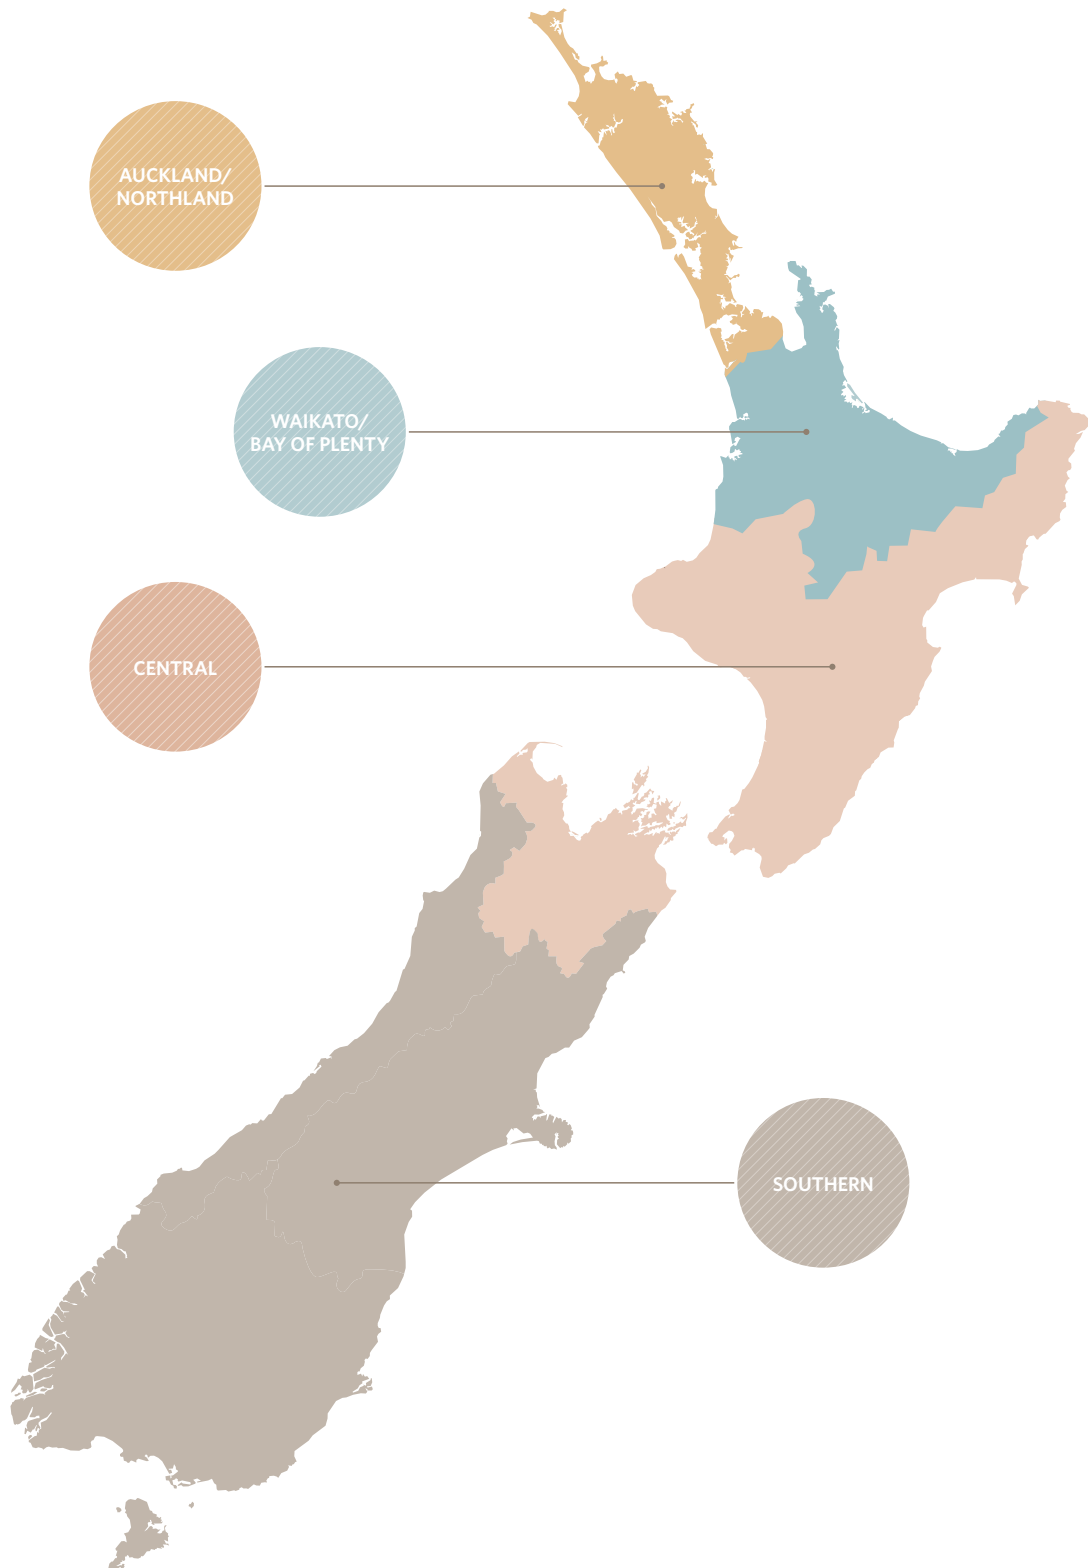 AUCKLAND/
NORTHLAND
WAIKATO/
BAY OF PLENTY
CENTRAL
SOUTHERN